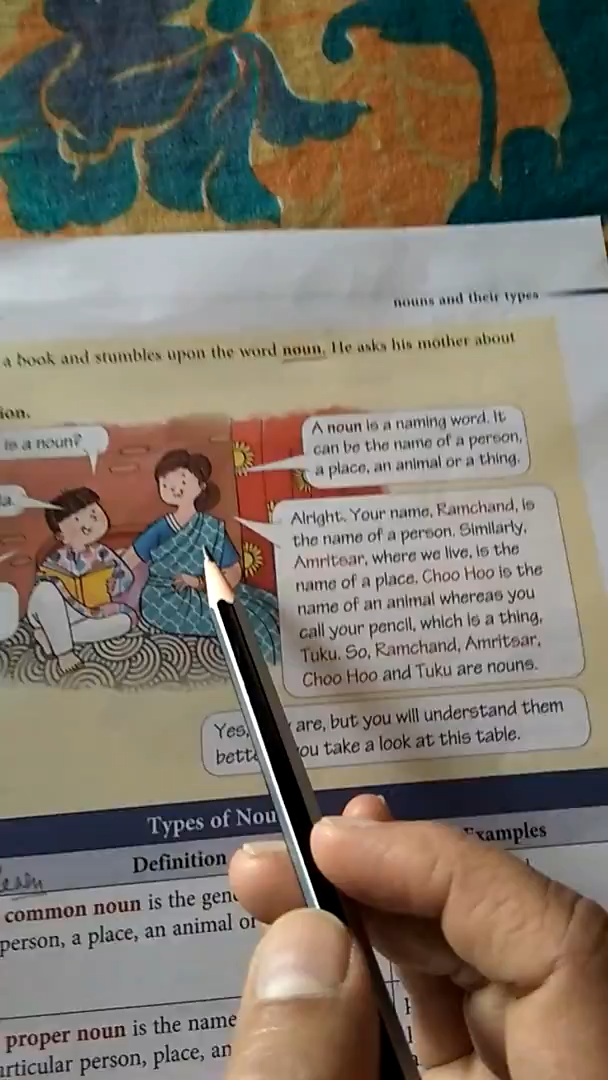 nouns and their types
a book and stumbles upon the word noun. He asks his mother about
ion.
is a noun?
A noun is a naming word. It
can be the name of a person,
a place, an animal or a thing.
la.
Alright. Your name, Ramchand, is
the name of a person. Similarly,
Amritsar, where we live, is the
name of a place. Choo Hoo is the
name of an animal whereas you
call your pencil, which is a thing,
Tuku. So, Ramchand, Amritsar,
Choo Hoo and Tuku are nouns.
Yes, are, but you will understand them
bette ou take a look at this table.
Types of Nou
Definition Examples
Learn
common noun is the gene
person, a place, an animal or
proper noun is the name
articular person, place, an